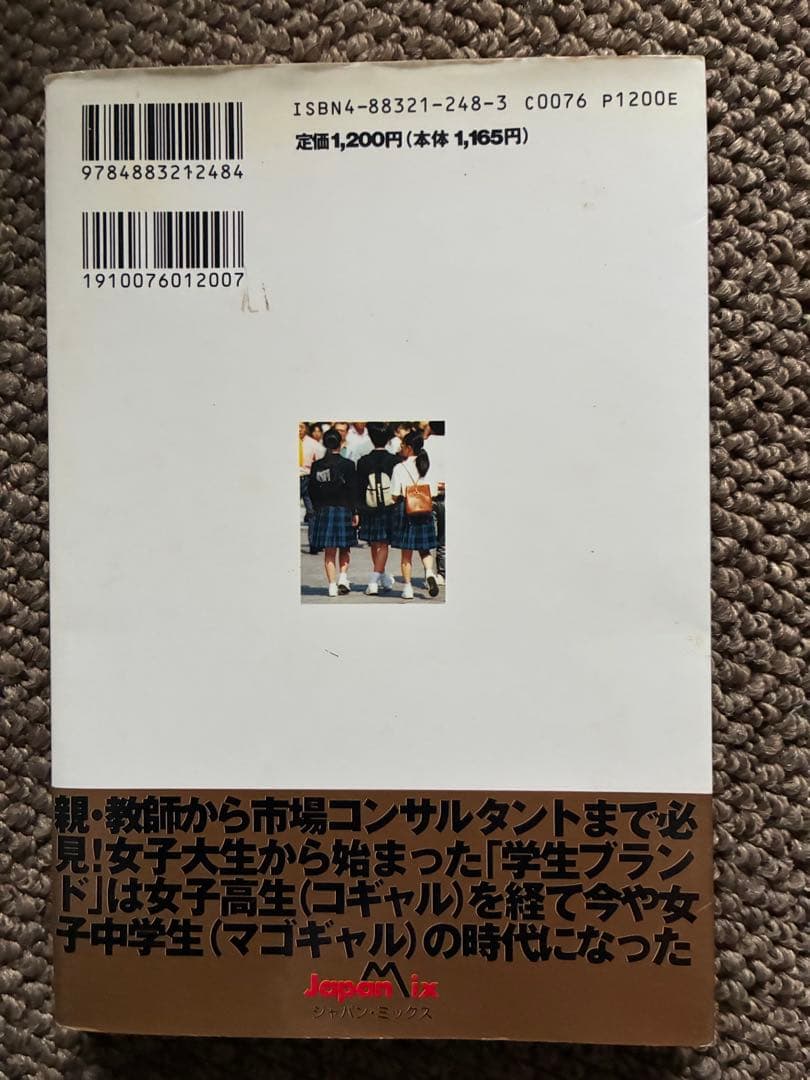 ISBN4-88321-248-3 C0076 P1200E
定価1,200円(本体1,165円)
9784883212484
1910076012007
親・教師から市場コンサルタントまで必
見!女子大生から始まった「学生ブラン
ド」は女子高生(コギャル)を経て今や女
子中学生(マゴギャル)の時代になった
JapanMix
ジャパン・ミックス